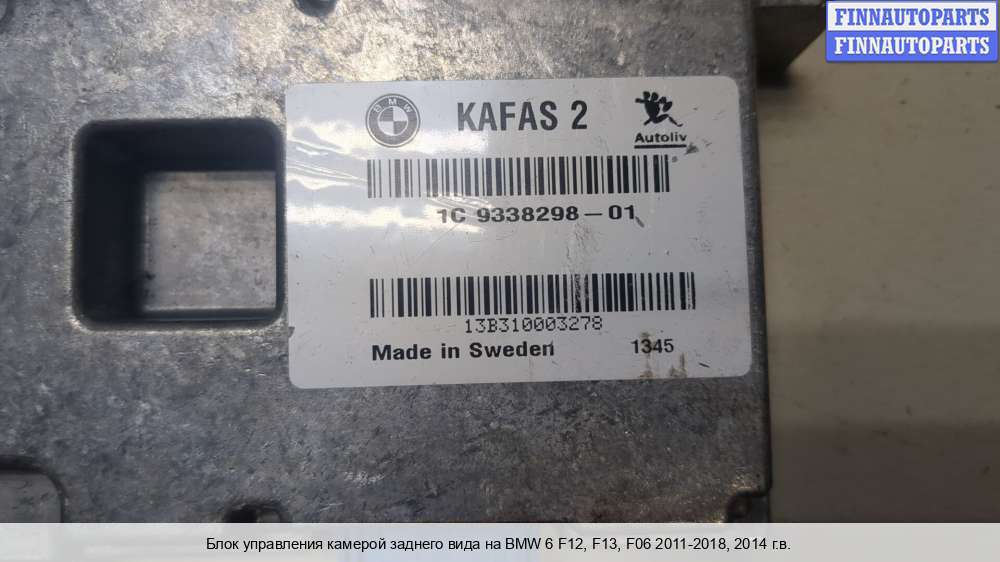 FINNAUTOPARTS
FINNAUTOPARTS
BMW
KAFAS 2
Autoliv
1C 9338298-01
13B310003278
Made in Sweden 1345
Блок управления камерой заднего вида на BMW 6 F12, F13, F06 2011-2018, 2014 г.в.